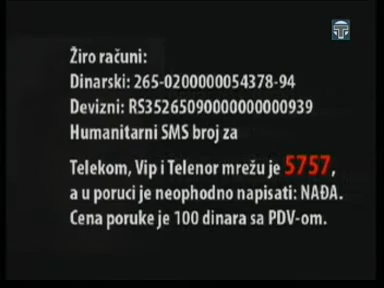 Žiro računi:
Dinarski: 265-0200000054378-94
Devizni: RS35265090000000000939
Humanitarni SMS broj za
Telekom, Vip i Telenor mrežu je 5757,
a u poruci je neophodno napisati: NAĐA.
Cena poruke je 100 dinara sa PDV-om.